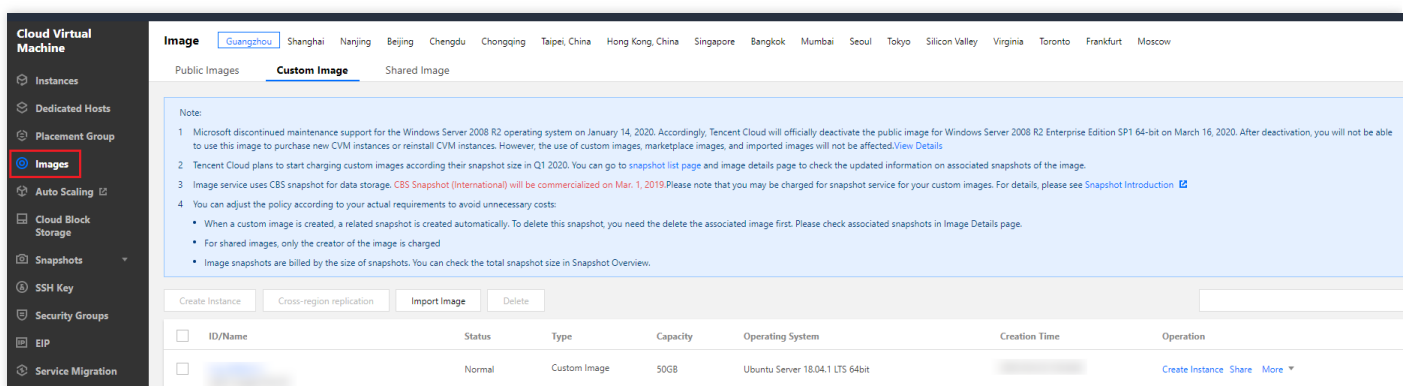 Cloud Virtual
Machine
Instances
Dedicated Hosts
Placement Group
Images
Auto Scaling
Cloud Block
Storage
Snapshots
SSH Key
Security Groups
EIP
Service Migration
Image Guangzhou Shanghai Nanjing Beijing Chengdu Chongqing Taipei, China Hong Kong, China Singapore Bangkok Mumbai Seoul Tokyo Silicon Valley Virginia Toronto Frankfurt Moscow
Public Images Custom Image Shared Image
Note:
1 Microsoft discontinued maintenance support for the Windows Server 2008 R2 operating system on January 14, 2020. Accordingly, Tencent Cloud will officially deactivate the public image for Windows Server 2008 R2 Enterprise Edition SP1 64-bit on March 16, 2020. After deactivation, you will not be able
to use this image to purchase new CVM instances or reinstall CVM instances. However, the use of custom images, marketplace images, and imported images will not be affected.View Details
2 Tencent Cloud plans to start charging custom images according their snapshot size in Q1 2020. You can go to snapshot list page and image details page to check the updated information on associated snapshots of the image.
3 Image service uses CBS snapshot for data storage. CBS Snapshot (International) will be commercialized on Mar. 1, 2019.Please note that you may be charged for snapshot service for your custom images. For details, please see Snapshot Introduction
4 You can adjust the policy according to your actual requirements to avoid unnecessary costs:
• When a custom image is created, a related snapshot is created automatically. To delete this snapshot, you need the delete the associated image first. Please check associated snapshots in Image Details page.
• For shared images, only the creator of the image is charged
• Image snapshots are billed by the size of snapshots. You can check the total snapshot size in Snapshot Overview.
Create Instance Cross-region replication Import Image Delete
ID/Name Status Type Capacity Operating System Creation Time Operation
Normal Custom Image 50GB Ubuntu Server 18.04.1 LTS 64bit Create Instance Share More